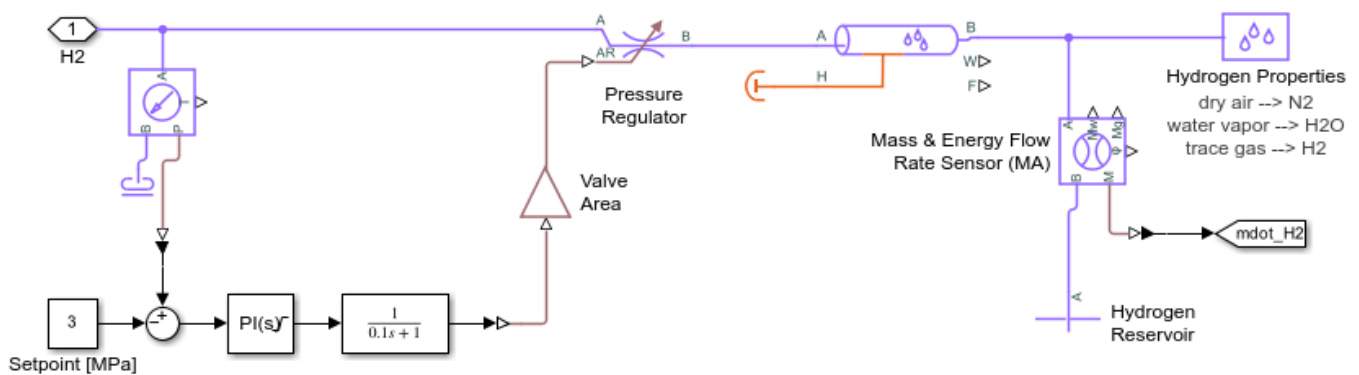 1
H2
A
AR
B
Pressure
Regulator
A
H
B
W
F
Hydrogen Properties
dry air --> N2
water vapor --> H2O
trace gas --> H2
A
T
B
P
Mass & Energy Flow
Rate Sensor (MA)
A
Mw
Mg
Φ
B
M
mdot_H2
A
Hydrogen
Reservoir
Valve
Area
3
Setpoint [MPa]
− +
PI(s)
1
0.1s + 1